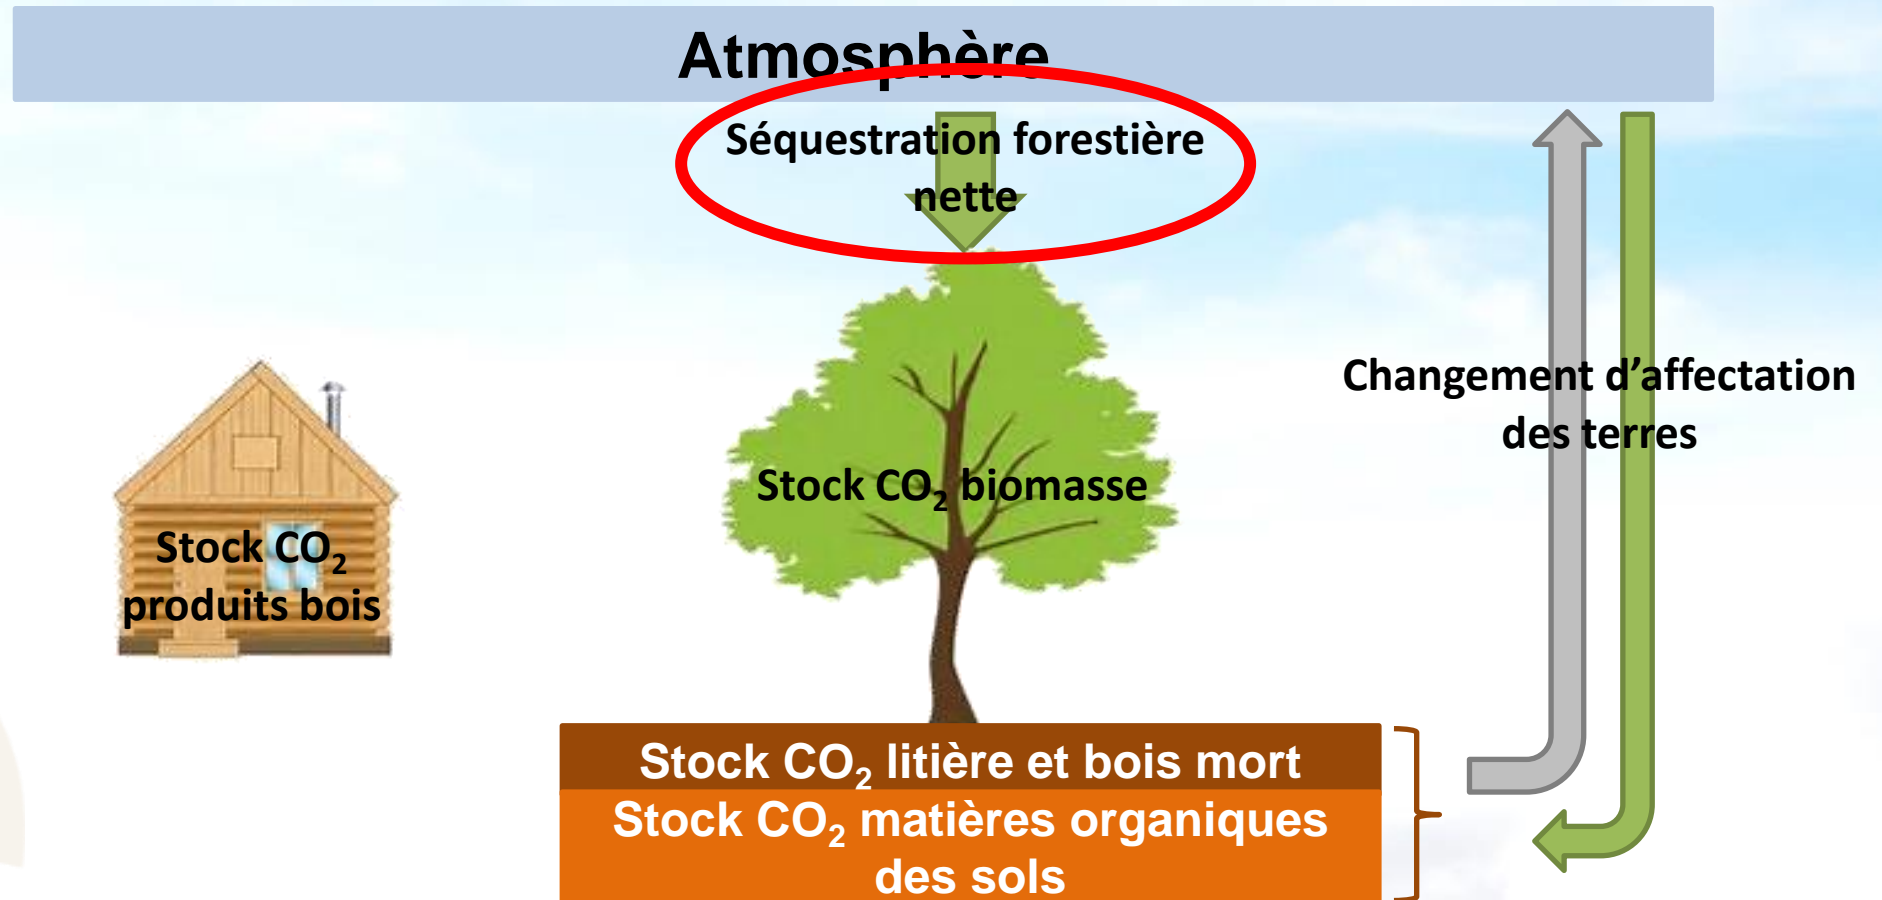 Atmosphère
Séquestration forestière
nette
Changement d’affectation
des terres
Stock CO₂ biomasse
Stock CO₂
produits bois
Stock CO₂ litière et bois mort
Stock CO₂ matières organiques
des sols